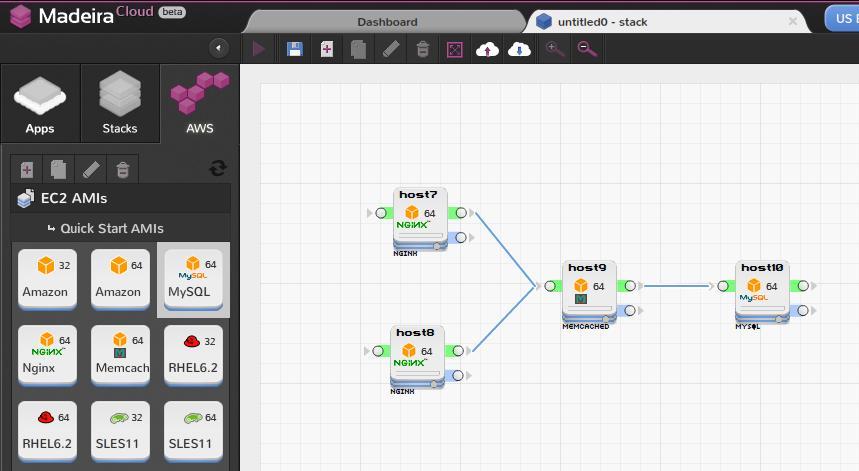 Madeira Cloud beta
Dashboard
untitled0 - stack
US E
Apps
Stacks
AWS
EC2 AMIs
Quick Start AMIs
32
Amazon
64
Amazon
64
MySQL
MySQL
64
NGINX
Nginx
64
M
Memcach
32
RHEL6.2
64
RHEL6.2
32
SLES11
64
SLES11
host7
64
NGINX
NGINX
host8
64
NGINX
NGINX
host9
64
M
MEMCACHED
host10
64
MySQL
MYSQL